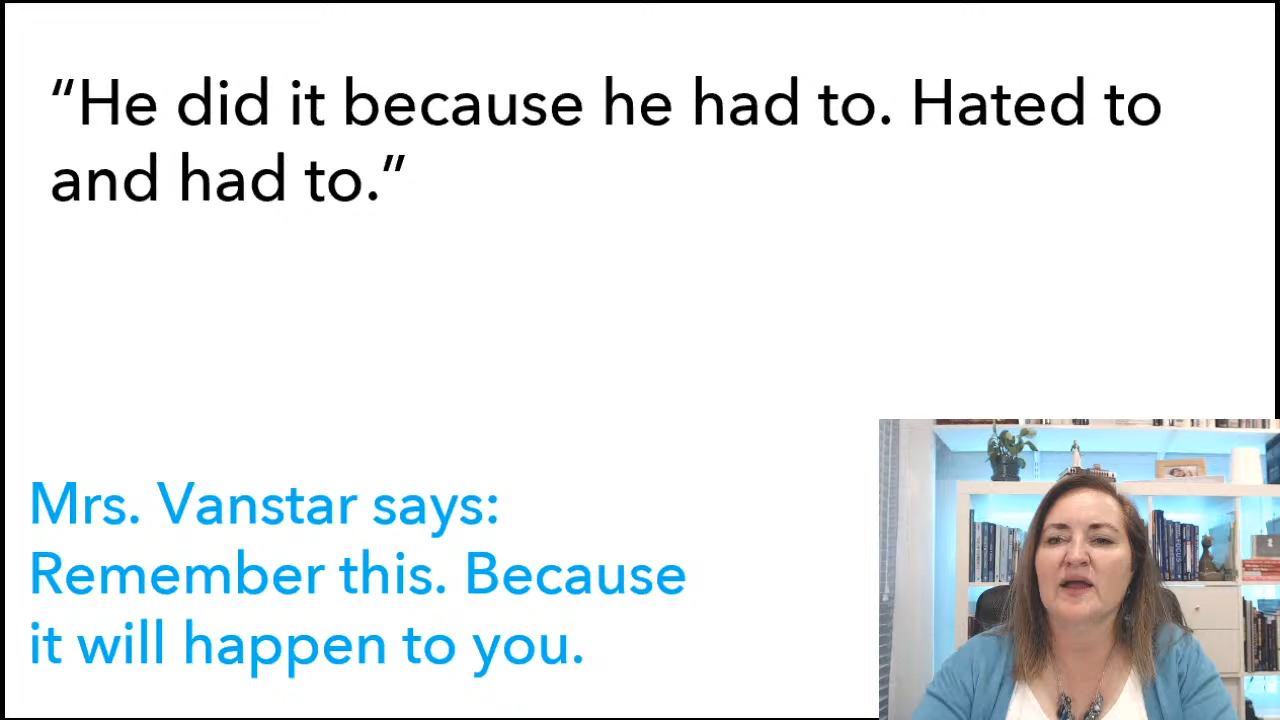 “He did it because he had to. Hated to
and had to.”
Mrs. Vanstar says:
Remember this. Because
it will happen to you.